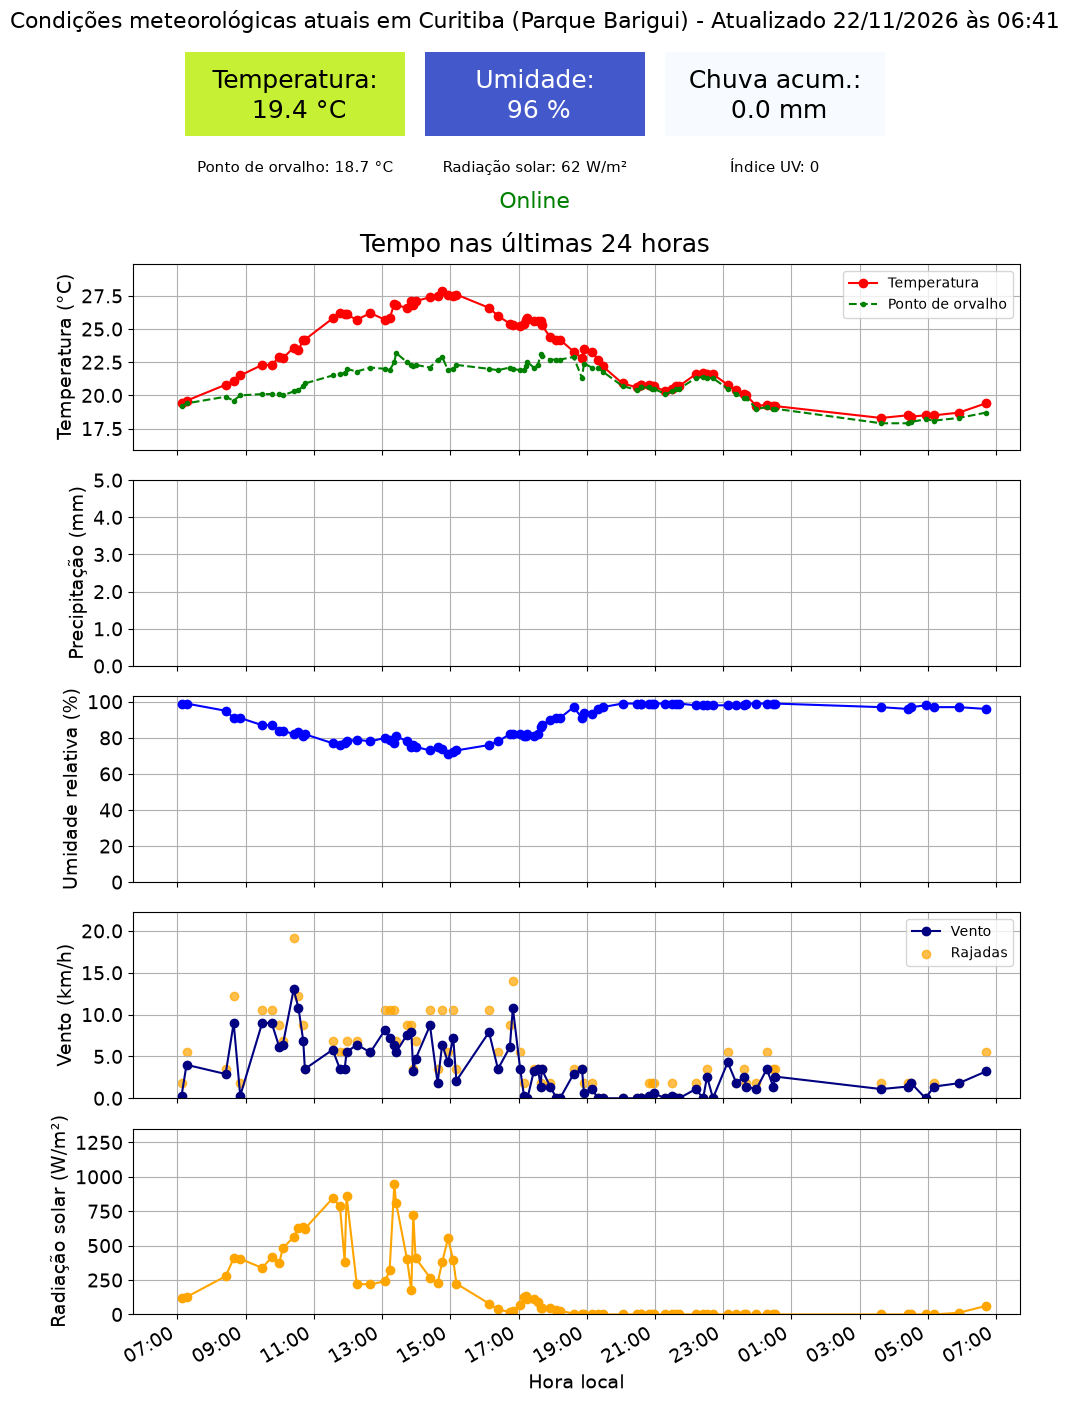 Condições meteorológicas atuais em Curitiba (Parque Barigui) - Atualizado 22/11/2026 às 06:41
Temperatura:
19.4 °C
Umidade:
96 %
Chuva acum.:
0.0 mm
Ponto de orvalho: 18.7 °C
Radiação solar: 62 W/m²
Índice UV: 0
Online
Tempo nas últimas 24 horas
Temperatura (°C)
27.5
25.0
22.5
20.0
17.5
Temperatura
Ponto de orvalho
Precipitação (mm)
5.0
4.0
3.0
2.0
1.0
0.0
Umidade relativa (%)
100
80
60
40
20
0
Vento (km/h)
20.0
15.0
10.0
5.0
0.0
Vento
Rajadas
Radiação solar (W/m²)
1250
1000
750
500
250
0
07:00
09:00
11:00
13:00
15:00
17:00
19:00
21:00
23:00
01:00
03:00
05:00
07:00
Hora local